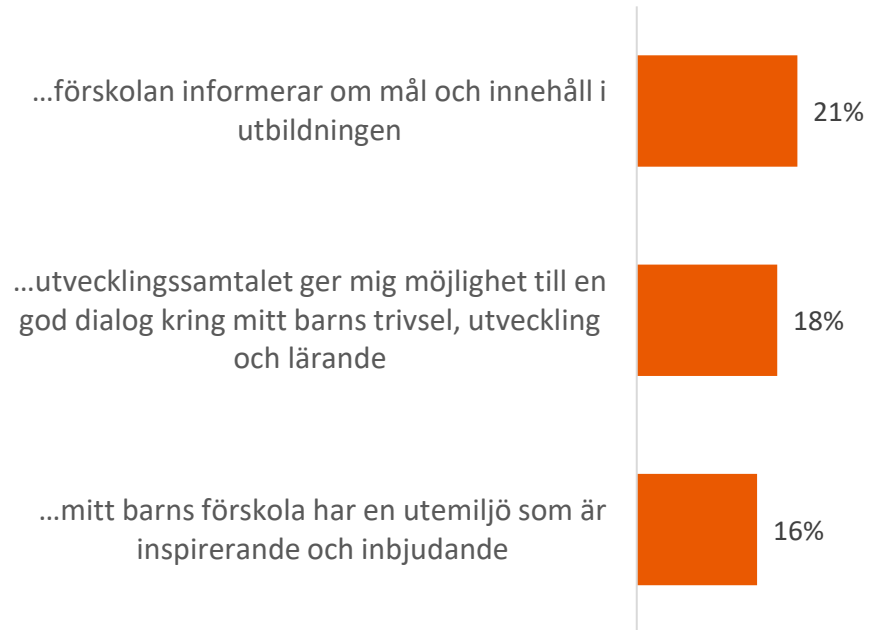 ...förskolan informerar om mål och innehåll i
utbildningen
21%
...utvecklingssamtalet ger mig möjlighet till en
god dialog kring mitt barns trivsel, utveckling
och lärande
18%
...mitt barns förskola har en utemiljö som är
inspirerande och inbjudande
16%